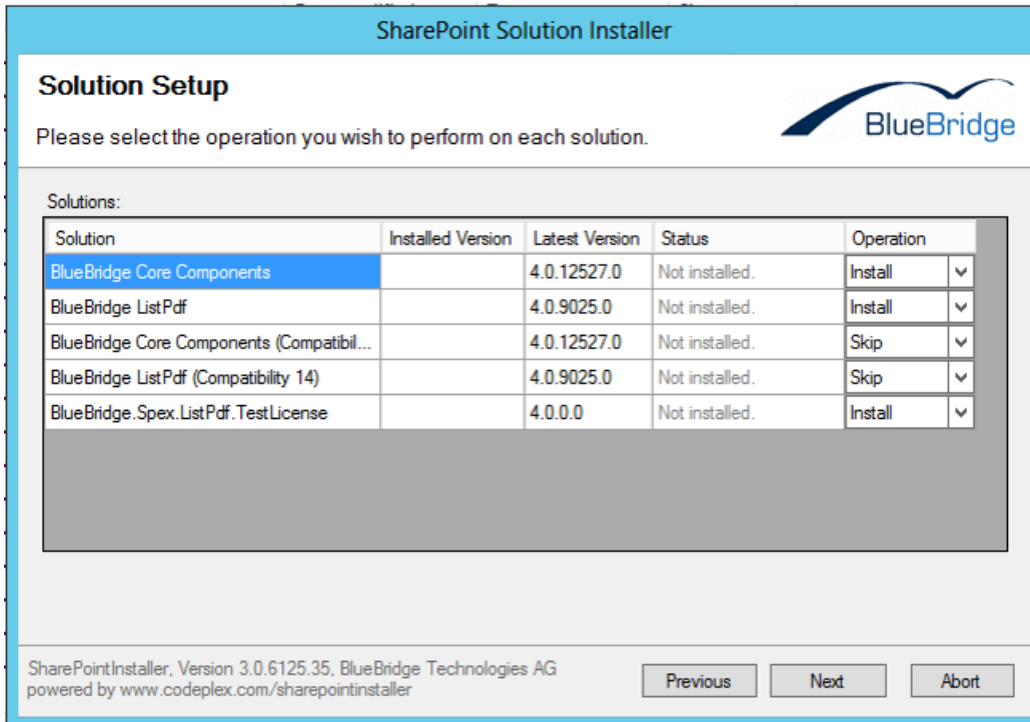 SharePoint Solution Installer
Solution Setup
Please select the operation you wish to perform on each solution.
BlueBridge
Solutions:
Solution Installed Version Latest Version Status Operation
BlueBridge Core Components 4.0.12527.0 Not installed. Install
BlueBridge ListPdf 4.0.9025.0 Not installed. Install
BlueBridge Core Components (Compatibil... 4.0.12527.0 Not installed. Skip
BlueBridge ListPdf (Compatibility 14) 4.0.9025.0 Not installed. Skip
BlueBridge.Spex.ListPdf.TestLicense 4.0.0.0 Not installed. Install
SharePointInstaller, Version 3.0.6125.35, BlueBridge Technologies AG
powered by www.codeplex.com/sharepointinstaller
Previous Next Abort